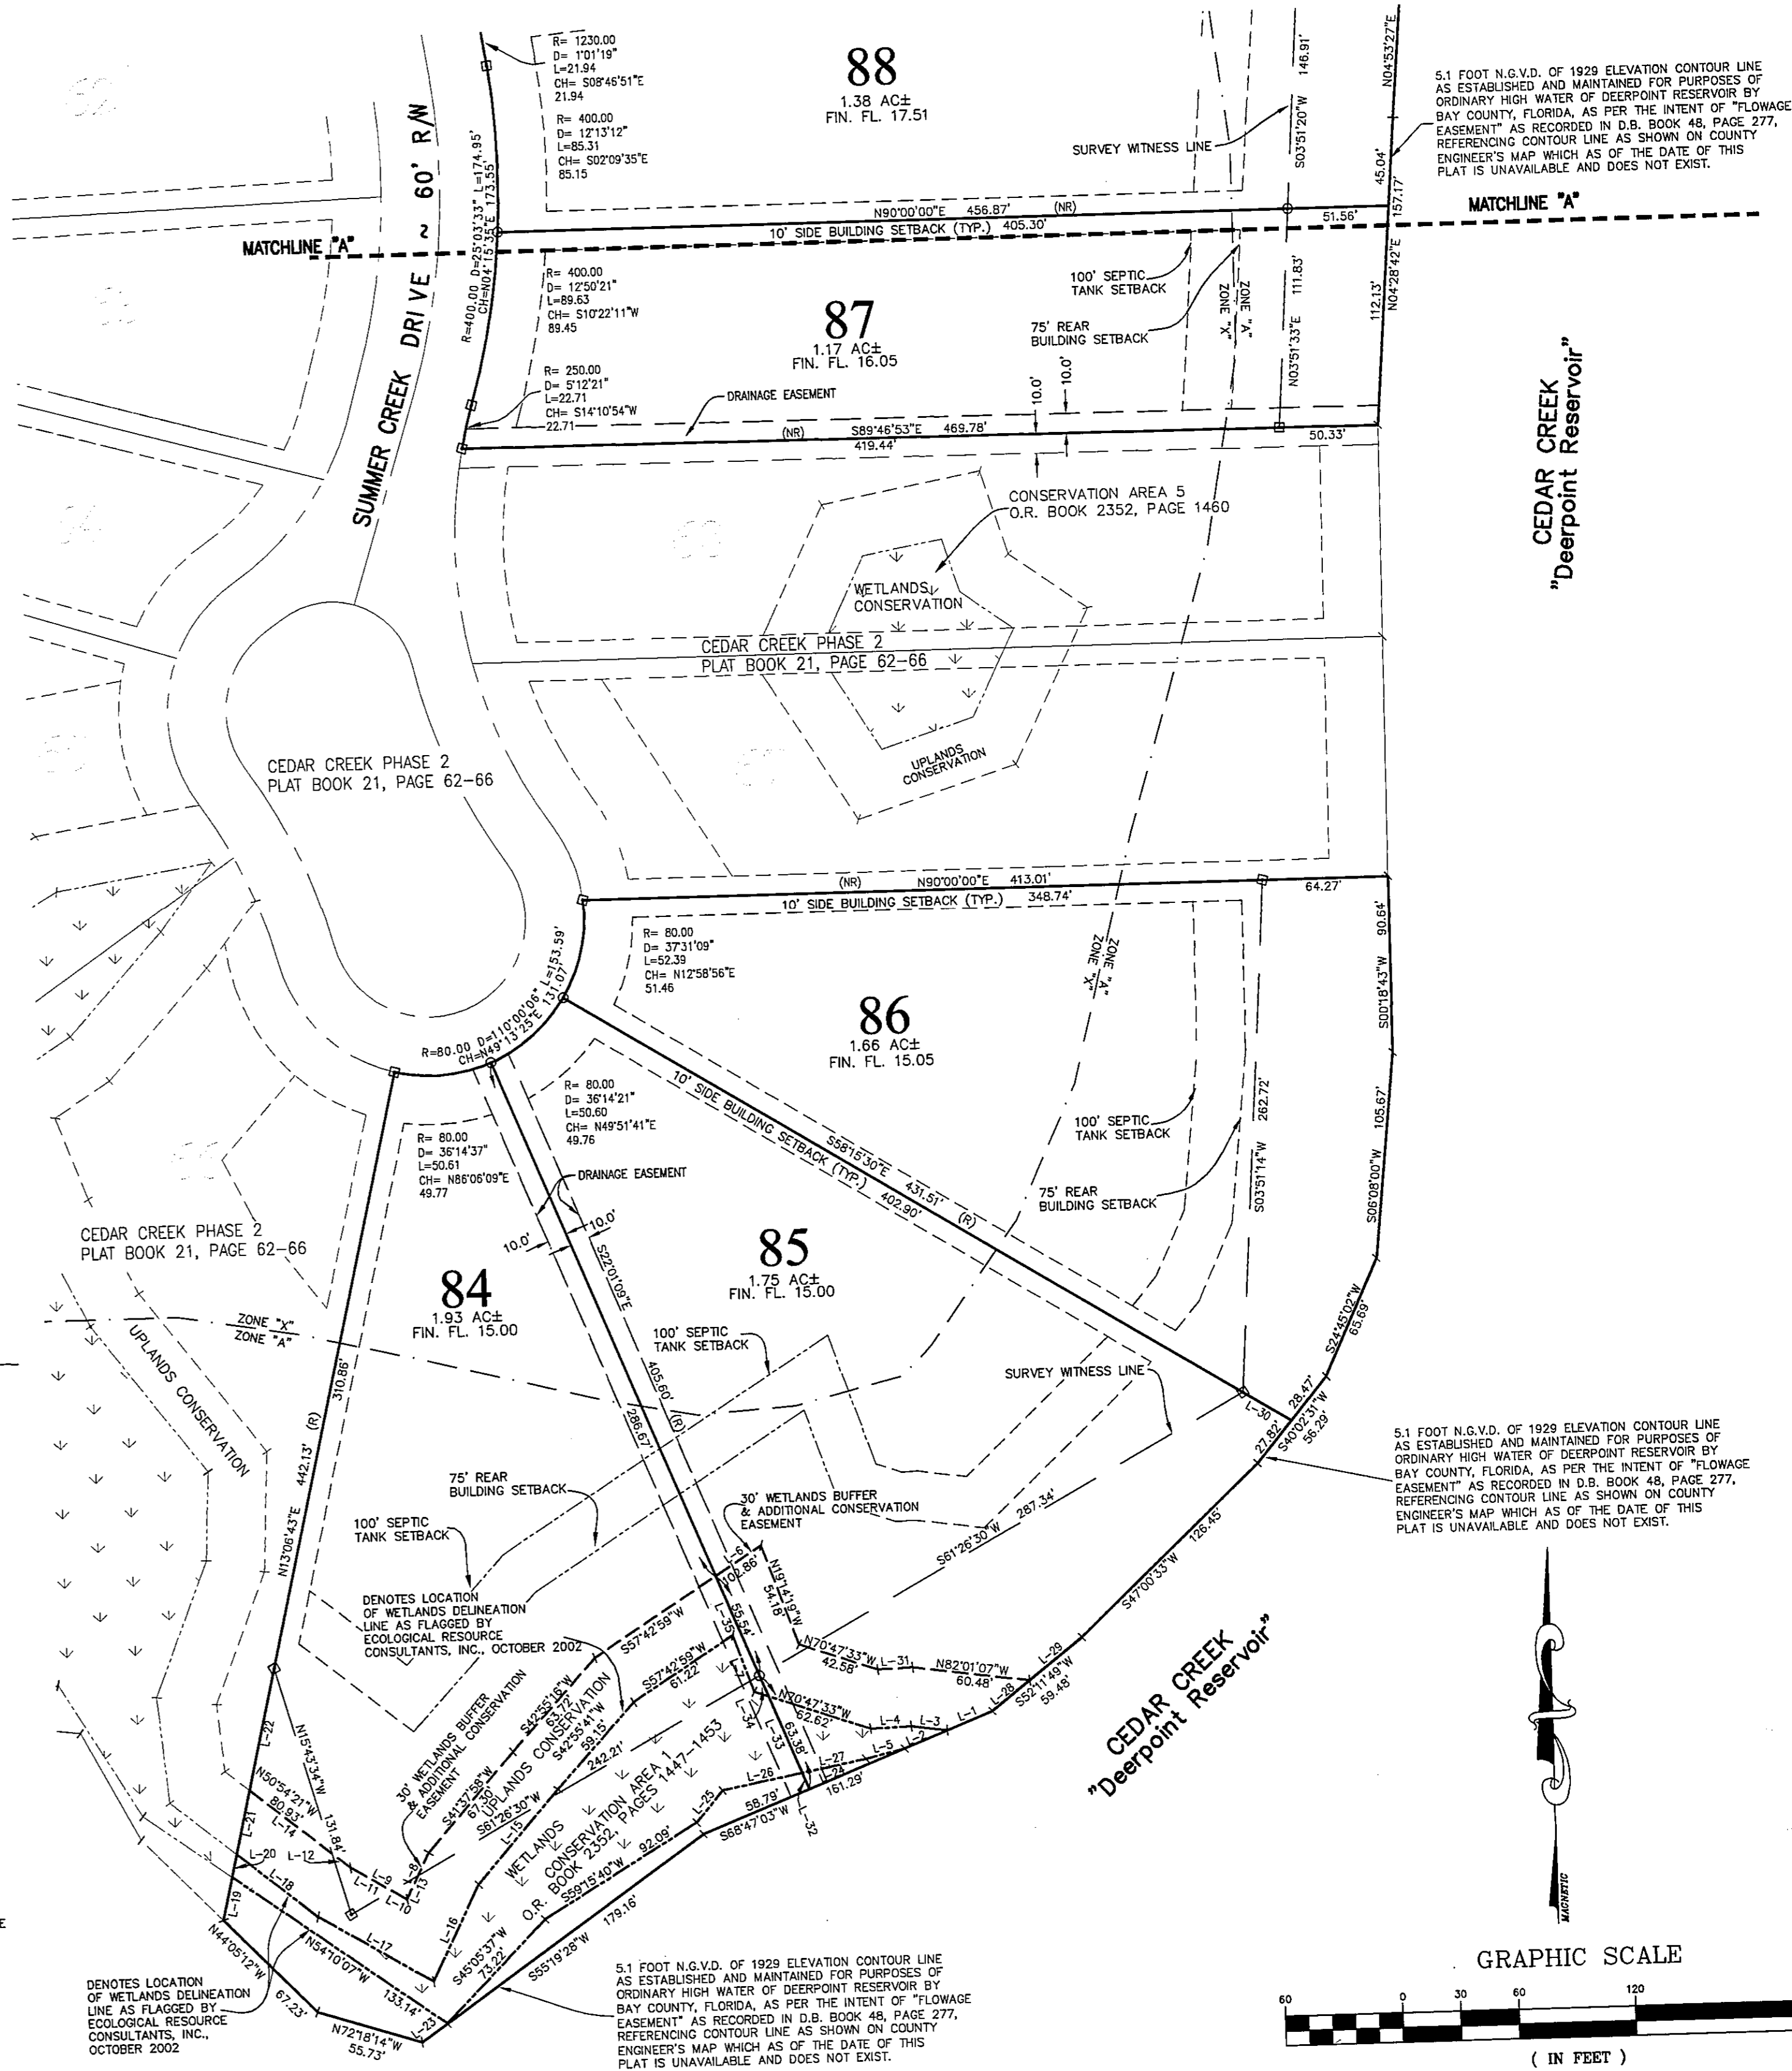 R= 1230.00
D= 1°01'19"
L=21.94
CH= S08°46'51"E
21.94
R= 400.00
D= 12°13'12"
L=85.31
CH= S02°09'35"E
85.15
88
1.38 AC±
FIN. FL. 17.51
SURVEY WITNESS LINE
S03°51'20"W 146.91'
N04°53'27"E
45.04'
157.17'
5.1 FOOT N.G.V.D. OF 1929 ELEVATION CONTOUR LINE
AS ESTABLISHED AND MAINTAINED FOR PURPOSES OF
ORDINARY HIGH WATER OF DEERPOINT RESERVOIR BY
BAY COUNTY, FLORIDA, AS PER THE INTENT OF "FLOWAGE
EASEMENT" AS RECORDED IN D.B. BOOK 48, PAGE 277,
REFERENCING CONTOUR LINE AS SHOWN ON COUNTY
ENGINEER'S MAP WHICH AS OF THE DATE OF THIS
PLAT IS UNAVAILABLE AND DOES NOT EXIST.
SUMMER CREEK DRIVE 2 60' R/W
R=400.00 D=25°03'33" L=174.95'
CH=N04°15'35"E 173.55'
N90°00'00"E 456.87' (NR)
51.56'
10' SIDE BUILDING SETBACK (TYP.) 405.30'
MATCHLINE "A"
MATCHLINE "A"
R= 400.00
D= 12°50'21"
L=89.63
CH= S10°22'11"W
89.45
87
1.17 AC±
FIN. FL. 16.05
100' SEPTIC
TANK SETBACK
75' REAR
BUILDING SETBACK
ZONE "X"
ZONE "A"
N03°51'33"E 111.83'
112.13'
N04°28'42"E
R= 250.00
D= 5°12'21"
L=22.71
CH= S14°10'54"W
22.71
DRAINAGE EASEMENT
10.0'
10.0'
(NR) S89°46'53"E 469.78'
419.44'
50.33'
CEDAR CREEK
"Deerpoint Reservoir"
CONSERVATION AREA 5
O.R. BOOK 2352, PAGE 1460
WETLANDS
CONSERVATION
CEDAR CREEK PHASE 2
PLAT BOOK 21, PAGE 62-66
UPLANDS
CONSERVATION
CEDAR CREEK PHASE 2
PLAT BOOK 21, PAGE 62-66
(NR) N90°00'00"E 413.01'
64.27'
10' SIDE BUILDING SETBACK (TYP.) 348.74'
R= 80.00
D= 37°31'09"
L=52.39
CH= N12°58'56"E
51.46
ZONE "A"
ZONE "X"
S00°18'43"W 90.64'
R=80.00 D=110°00'06" L=153.59'
CH=N49°13'25"E 131.07'
86
1.66 AC±
FIN. FL. 15.05
100' SEPTIC
TANK SETBACK
S03°51'14"W 262.72'
S06°08'00"W 105.67'
75' REAR
BUILDING SETBACK
10' SIDE BUILDING SETBACK (TYP.) 402.90'
S58°15'30"E 431.51' (R)
R= 80.00
D= 36°14'21"
L=50.60
CH= N49°51'41"E
49.76
R= 80.00
D= 36°14'37"
L=50.61
CH= N86°06'09"E
49.77
DRAINAGE EASEMENT
10.0'
10.0'
S22°01'09"E 405.60' (R)
286.67'
85
1.75 AC±
FIN. FL. 15.00
84
1.93 AC±
FIN. FL. 15.00
CEDAR CREEK PHASE 2
PLAT BOOK 21, PAGE 62-66
ZONE "X"
ZONE "A"
UPLANDS CONSERVATION
N13°06'43"E 442.13' (R)
310.86'
100' SEPTIC
TANK SETBACK
SURVEY WITNESS LINE
S24°45'02"W
65.69'
L-30
28.47'
27.82'
S40°02'31"W
56.29'
5.1 FOOT N.G.V.D. OF 1929 ELEVATION CONTOUR LINE
AS ESTABLISHED AND MAINTAINED FOR PURPOSES OF
ORDINARY HIGH WATER OF DEERPOINT RESERVOIR BY
BAY COUNTY, FLORIDA, AS PER THE INTENT OF "FLOWAGE
EASEMENT" AS RECORDED IN D.B. BOOK 48, PAGE 277,
REFERENCING CONTOUR LINE AS SHOWN ON COUNTY
ENGINEER'S MAP WHICH AS OF THE DATE OF THIS
PLAT IS UNAVAILABLE AND DOES NOT EXIST.
75' REAR
BUILDING SETBACK
100' SEPTIC
TANK SETBACK
30' WETLANDS BUFFER
& ADDITIONAL CONSERVATION
EASEMENT
S61°26'30"W 287.34'
S47°00'33"W 126.45'
DENOTES LOCATION
OF WETLANDS DELINEATION
LINE AS FLAGGED BY
ECOLOGICAL RESOURCE
CONSULTANTS, INC., OCTOBER 2002
L-6
102.86'
N19°14'19"W
54.18'
L-35
55.54'
S57°42'59"W
S57°42'59"W
61.22'
N70°47'33"W
42.58'
L-31
N82°01'07"W
60.48'
L-29
L-28
S52°11'49"W
59.48'
L-7
L-34
N70°47'33"W
62.62'
L-4
L-3
L-1
L-2
L-5
L-33
63.38'
L-27
L-24
161.29'
L-26
L-25
L-32
58.79'
S68°47'03"W
CEDAR CREEK
"Deerpoint Reservoir"
S42°55'16"W
63.72'
S42°55'41"W
59.15'
30' WETLANDS BUFFER
& ADDITIONAL CONSERVATION
EASEMENT
S41°37'58"W
67.30'
UPLANDS CONSERVATION
S61°26'30"W 242.21'
L-15
WETLANDS
CONSERVATION AREA 1
O.R. BOOK 2352, PAGES 1447-1453
S59°15'40"W 92.09'
L-22
N15°43'34"W 131.84'
N50°54'21"W
80.93'
L-14
L-21
L-20
L-12
L-9
L-11
L-10
L-8
L-13
L-18
L-19
L-17
L-16
N44°05'12"W
67.23'
N54°10'07"W 133.14'
S45°05'37"W
73.22'
179.16'
S55°19'28"W
N72°18'14"W
55.73'
L-23
DENOTES LOCATION
OF WETLANDS DELINEATION
LINE AS FLAGGED BY
ECOLOGICAL RESOURCE
CONSULTANTS, INC.,
OCTOBER 2002
5.1 FOOT N.G.V.D. OF 1929 ELEVATION CONTOUR LINE
AS ESTABLISHED AND MAINTAINED FOR PURPOSES OF
ORDINARY HIGH WATER OF DEERPOINT RESERVOIR BY
BAY COUNTY, FLORIDA, AS PER THE INTENT OF "FLOWAGE
EASEMENT" AS RECORDED IN D.B. BOOK 48, PAGE 277,
REFERENCING CONTOUR LINE AS SHOWN ON COUNTY
ENGINEER'S MAP WHICH AS OF THE DATE OF THIS
PLAT IS UNAVAILABLE AND DOES NOT EXIST.
E
MAGNETIC
GRAPHIC SCALE
60 0 30 60 120
( IN FEET )